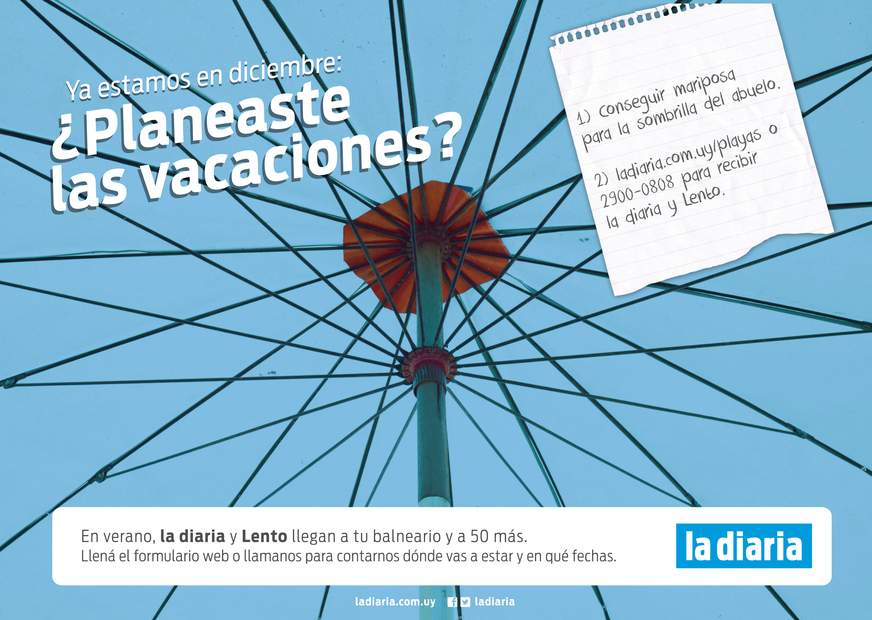 Ya estamos en diciembre:
¿Planeaste
las vacaciones?
1) conseguir mariposa
para la sombrilla del abuelo.
2) ladiaria.com.uy/playas o
2900-0808 para recibir
la diaria y Lento.
En verano, la diaria y Lento llegan a tu balneario y a 50 más.
Llená el formulario web o llamanos para contarnos dónde vas a estar y en qué fechas.
la diaria
ladiaria.com.uy ladiaria